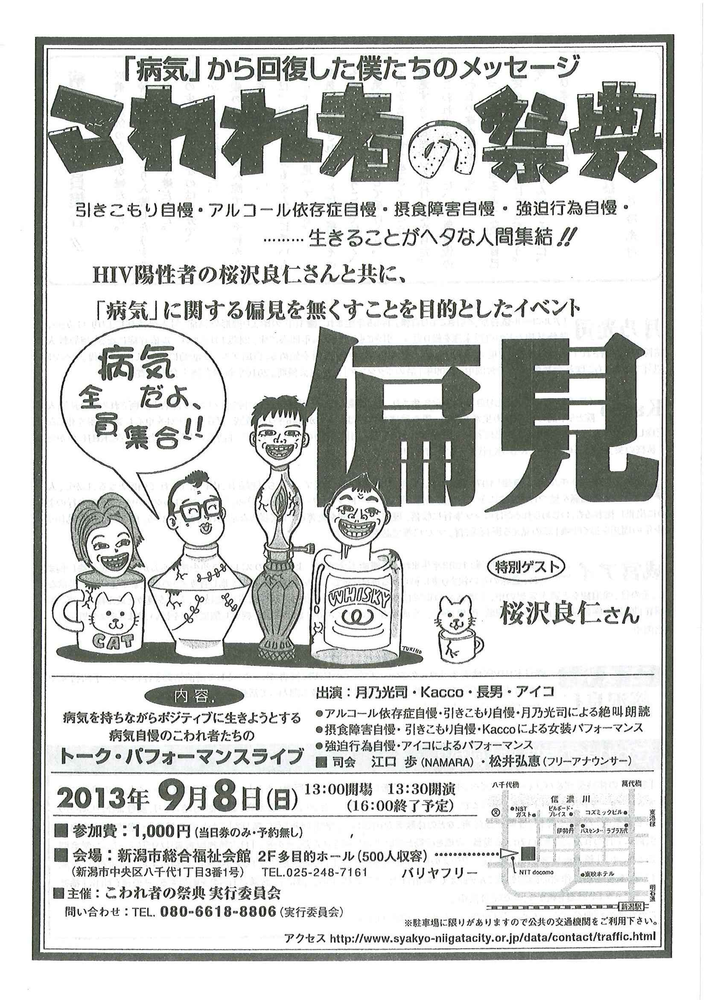 「病気」から回復した僕たちのメッセージ
こわれ者の祭典
引きこもり自慢・アルコール依存症自慢・摂食障害自慢・強迫行為自慢・
………生きることがヘタな人間集結!!
HIV陽性者の桜沢良仁さんと共に、
「病気」に関する偏見を無くすことを目的としたイベント
偏見
病気
だよ、
全員
集合!!
WHISKY
CAT
TUKINO
特別ゲスト
桜沢良仁さん
内容.
病気を持ちながらポジティブに生きようとする
病気自慢のこわれ者たちの
トーク・パフォーマンスライブ
出演：月乃光司・Kacco・長男・アイコ
●アルコール依存症自慢・引きこもり自慢・月乃光司による絶叫朗読
●摂食障害自慢・引きこもり自慢・Kaccoによる女装パフォーマンス
●強迫行為自慢・アイコによるパフォーマンス
■司会 江口 歩(NAMARA)・松井弘恵(フリーアナウンサー)
2013年9月8日(日)
13:00開場 13:30開演
(16:00終了予定)
■参加費：1,000円(当日券のみ・予約無し)
■会場：新潟市総合福祉会館 2F多目的ホール(500人収容)
(新潟市中央区八千代1丁目3番1号) TEL.025-248-7161 バリヤフリー
■主催：こわれ者の祭典 実行委員会
問い合わせ：TEL. 080-6618-8806(実行委員会)
八千代橋
萬代橋
信濃川
NST
ガスト
ビルボード・
プレイス
コズミックビル
東港線
伊勢丹
バスセンター
ラブラ万代
NTT docomo
東映ホテル
明石通
新潟駅
※駐車場に限りがありますので公共の交通機関をご利用下さい。
アクセス http://www.syakyo-niigatacity.or.jp/data/contact/traffic.html